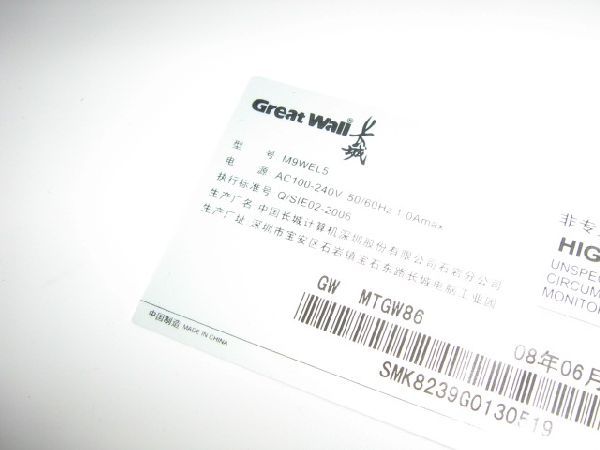 Great Wall® 长城
型 号 M9WEL5
电 源 AC100-240V 50/60Hz 1.0Amax
执行标准号 Q/SIE02-2006
生产厂名 中国长城计算机深圳股份有限公司石岩分公司
生产厂址 深圳市宝安区石岩镇宝石东路长城电脑工业园
GW MTGW86
中国制造 MADE IN CHINA
08年06月
SMK8239G0130519
非专
HIG
UNSPE
CIRCUM
MONITO